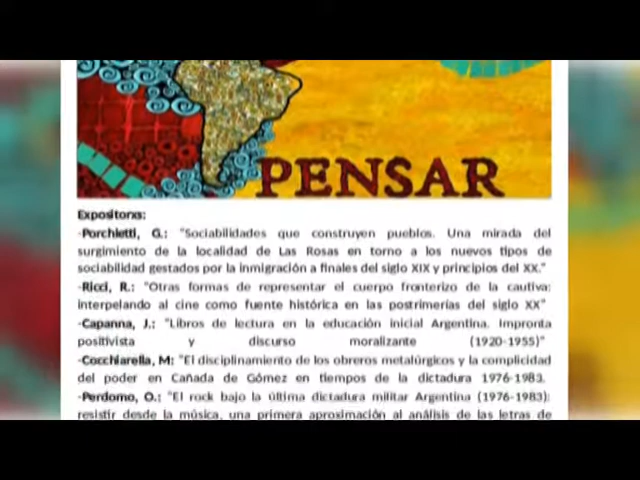 PENSAR
Expositorxs:
-Porchietti, G.: "Sociabilidades que construyen pueblos. Una mirada del
surgimiento de la localidad de Las Rosas en torno a los nuevos tipos de
sociabilidad gestados por la inmigración a finales del siglo XIX y principios del XX."
-Ricci, R.: "Otras formas de representar el cuerpo fronterizo de la cautiva:
interpelando al cine como fuente histórica en las postrimerías del siglo XX"
-Capanna, J.: "Libros de lectura en la educación inicial Argentina. Impronta
positivista y discurso moralizante (1920-1955)"
-Cocchiarella, M: "El disciplinamiento de los obreros metalúrgicos y la complicidad
del poder en Cañada de Gómez en tiempos de la dictadura 1976-1983.
-Perdomo, O.: "El rock bajo la última dictadura militar Argentina (1976-1983):
resistir desde la música, una primera aproximación al análisis de las letras de